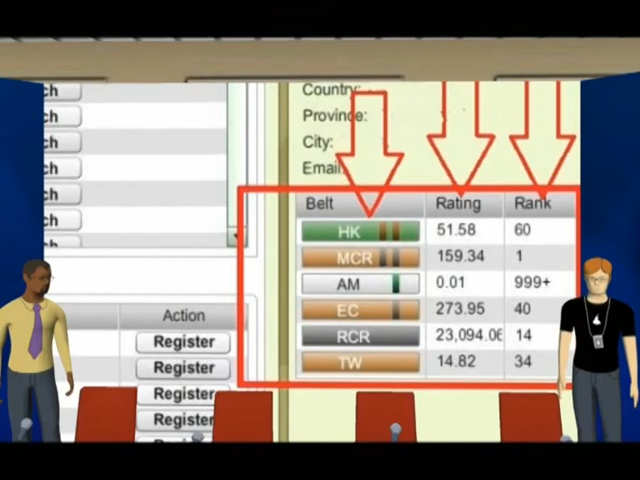 ch
ch
ch
ch
ch
ch
Action
Register
Register
Register
Register
Country:
Province:
City:
Email
Belt Rating Rank
HK 51.58 60
MCR 159.34 1
AM 0.01 999+
EC 273.95 40
RCR 23,094.06 14
TW 14.82 34